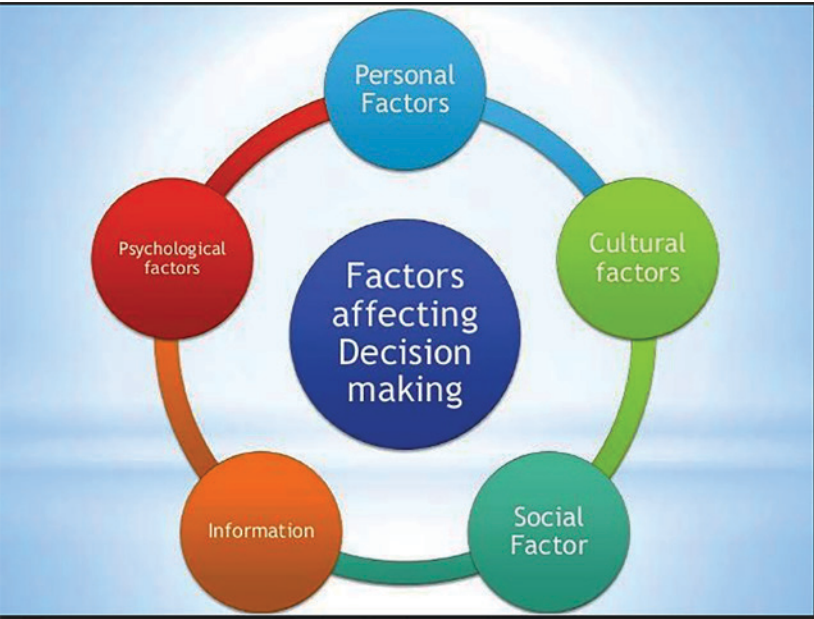 Personal
Factors
Cultural
factors
Social
Factor
Information
Psychological
factors
Factors
affecting
Decision
making